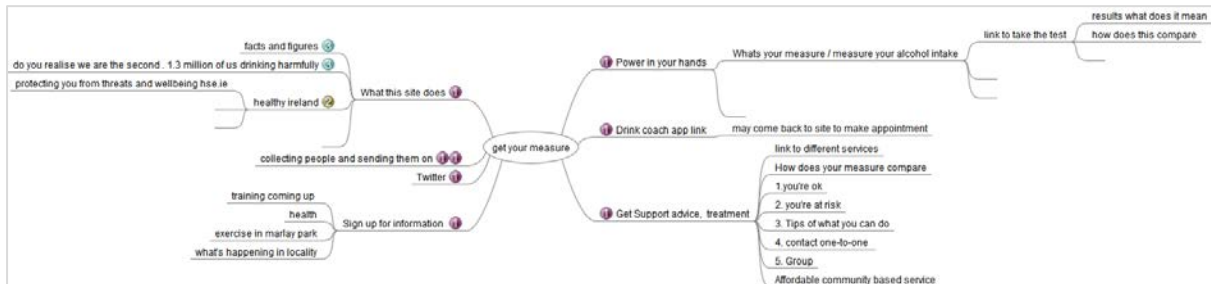 results what does it mean
link to take the test
how does this compare
facts and figures
do you realise we are the second . 1.3 million of us drinking harmfully
Whats your measure / measure your alcohol intake
Power in your hands
protecting you from threats and wellbeing hse.ie
What this site does
healthy ireland
Drink coach app link
may come back to site to make appointment
get your measure
link to different services
collecting people and sending them on
How does your measure compare
Twitter
1.you're ok
training coming up
2. you're at risk
health
Sign up for information
Get Support advice, treatment
3. Tips of what you can do
exercise in marlay park
4. contact one-to-one
what's happening in locality
5. Group
Affordable community based service